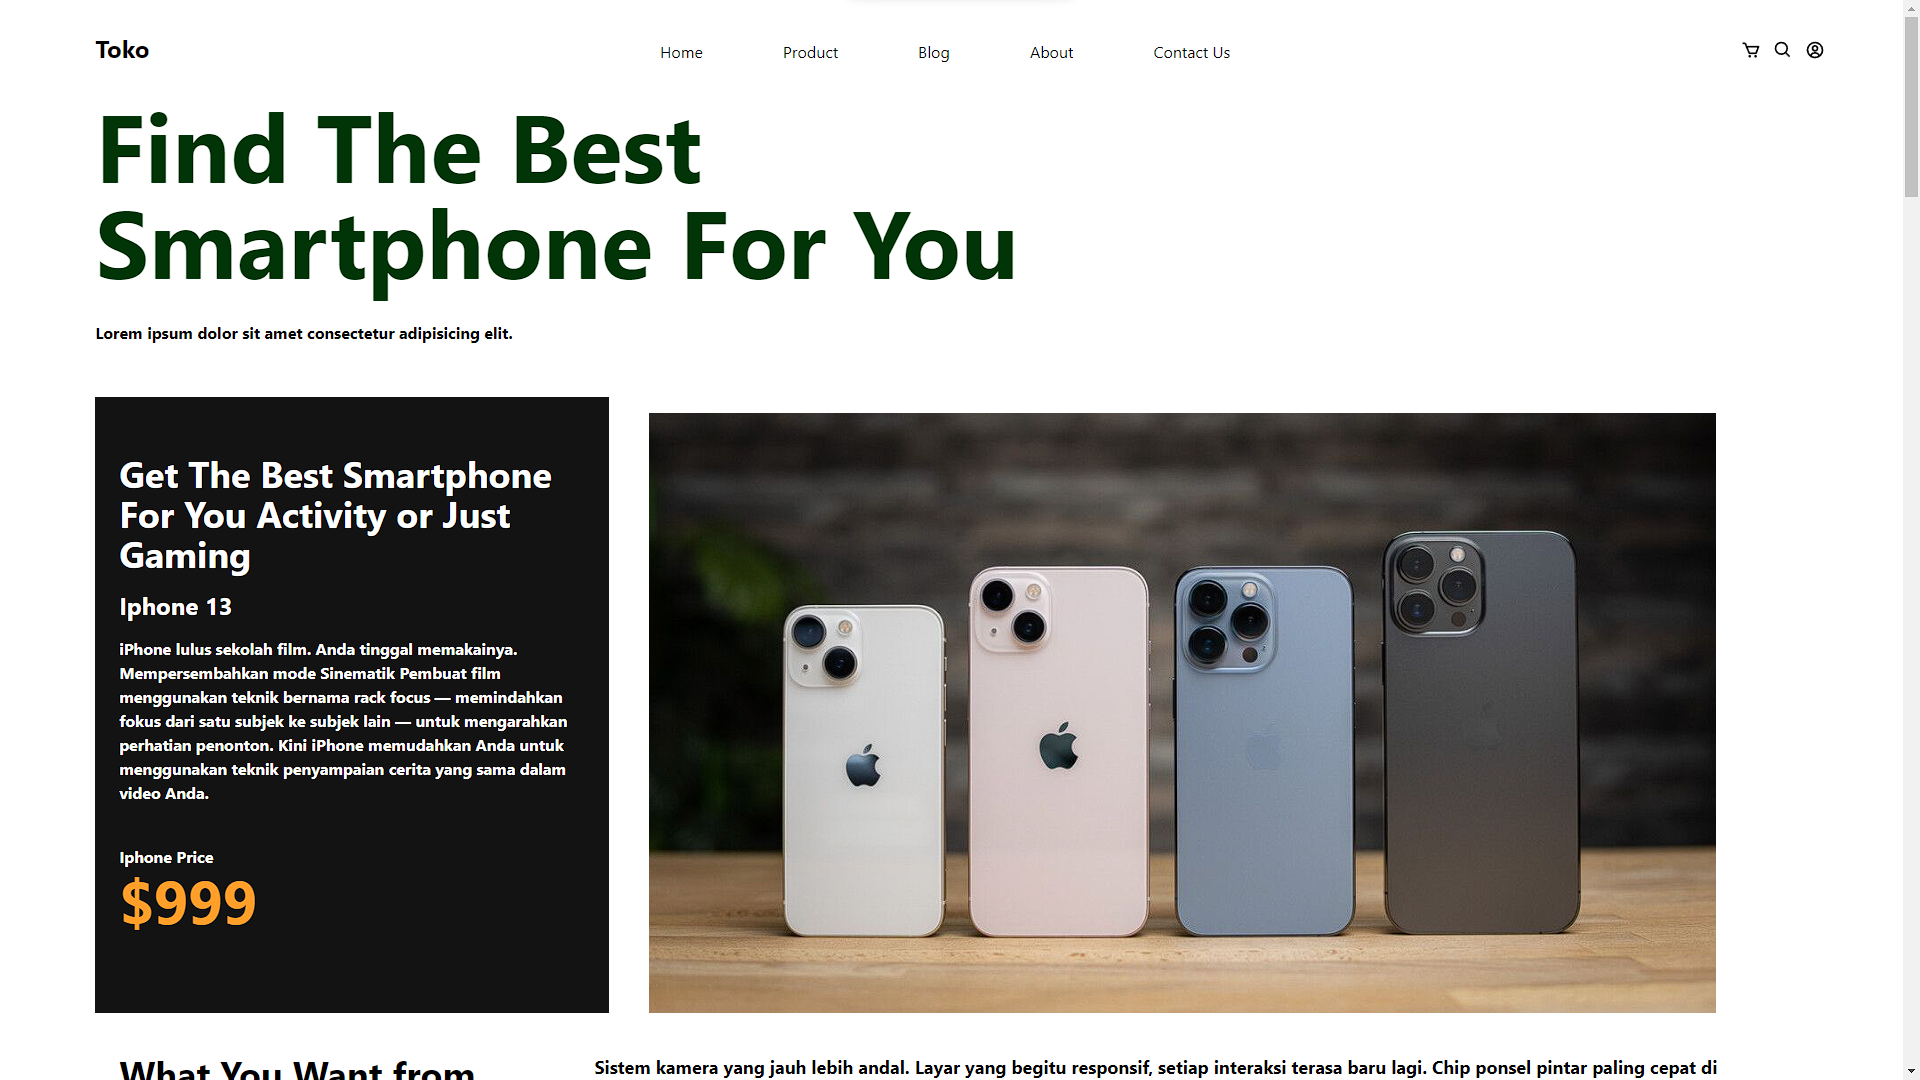 Toko
Home
Product
Blog
About
Contact Us
Find The Best
Smartphone For You
Lorem ipsum dolor sit amet consectetur adipisicing elit.
Get The Best Smartphone
For You Activity or Just
Gaming
Iphone 13
iPhone lulus sekolah film. Anda tinggal memakainya.
Mempersembahkan mode Sinematik Pembuat film
menggunakan teknik bernama rack focus — memindahkan
fokus dari satu subjek ke subjek lain — untuk mengarahkan
perhatian penonton. Kini iPhone memudahkan Anda untuk
menggunakan teknik penyampaian cerita yang sama dalam
video Anda.
Iphone Price
$999
What You Want from
Sistem kamera yang jauh lebih andal. Layar yang begitu responsif, setiap interaksi terasa baru lagi. Chip ponsel pintar paling cepat di